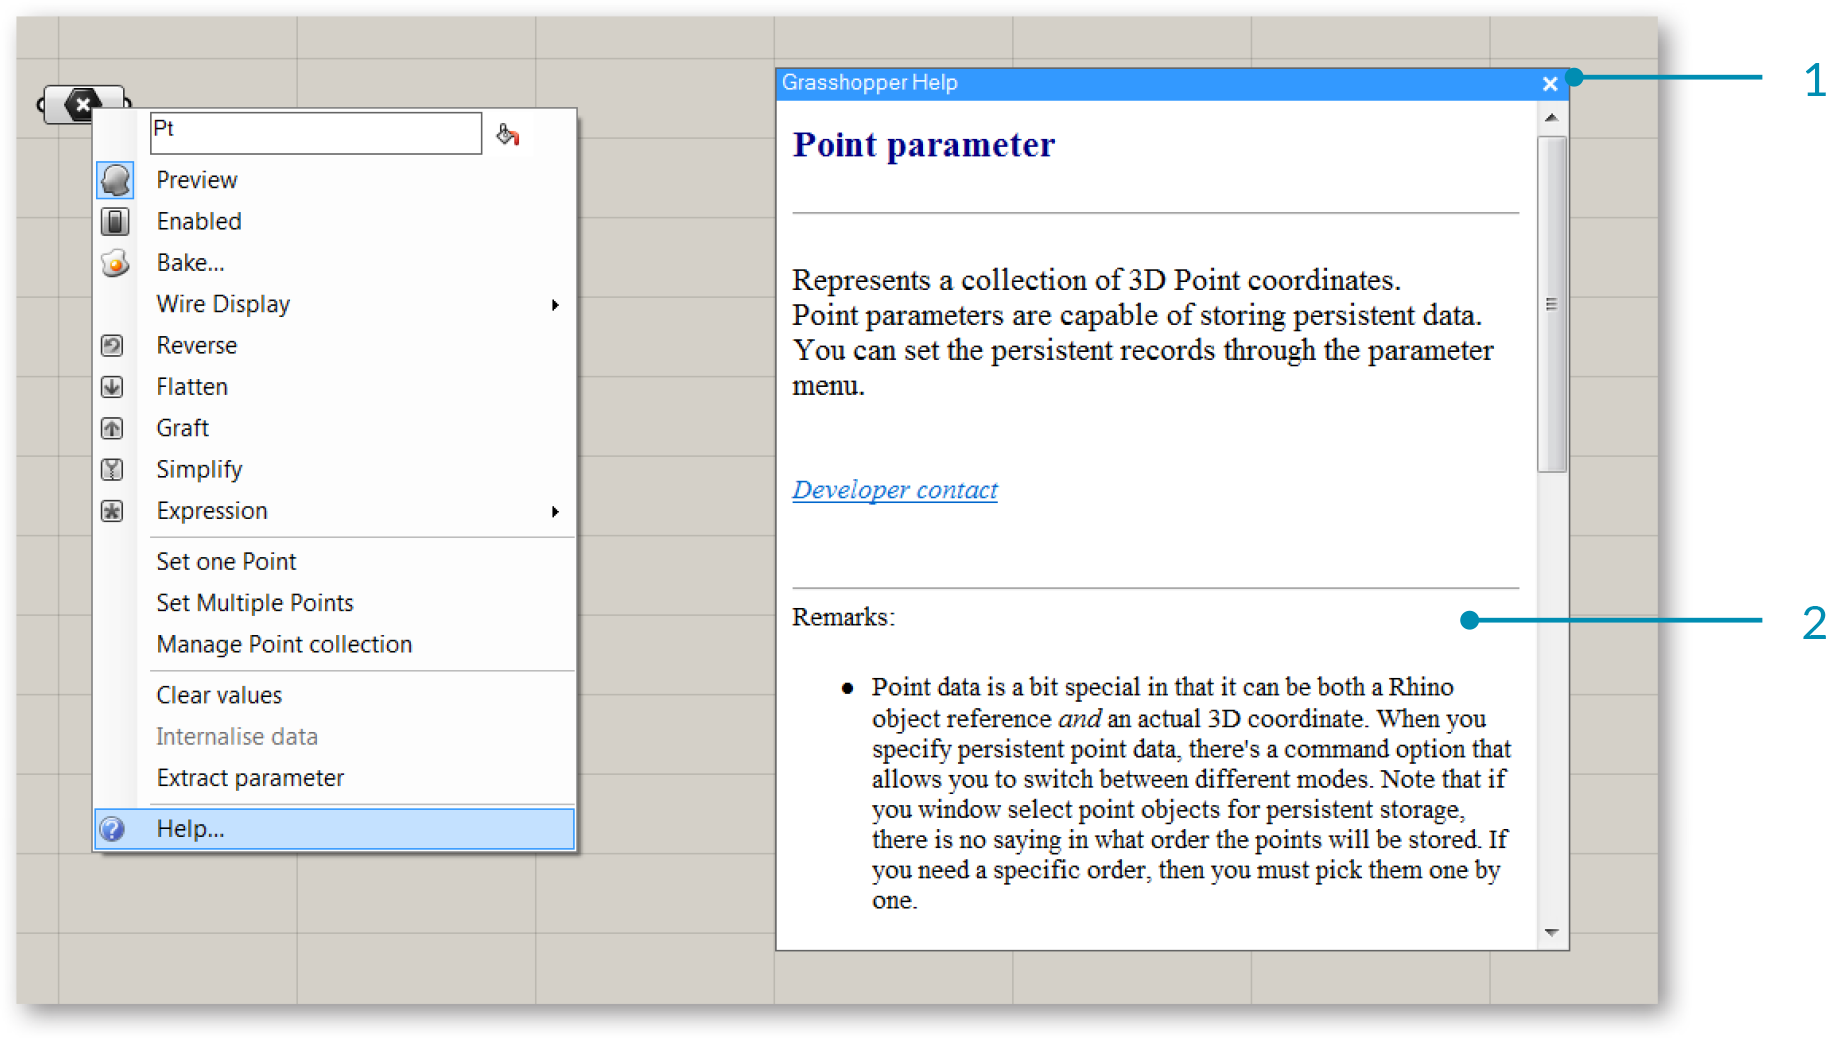 Pt
Preview
Enabled
Bake...
Wire Display
Reverse
Flatten
Graft
Simplify
Expression
Set one Point
Set Multiple Points
Manage Point collection
Clear values
Internalise data
Extract parameter
Help...
Grasshopper Help
Point parameter
Represents a collection of 3D Point coordinates.
Point parameters are capable of storing persistent data.
You can set the persistent records through the parameter
menu.
Developer contact
Remarks:
● Point data is a bit special in that it can be both a Rhino
object reference and an actual 3D coordinate. When you
specify persistent point data, there's a command option that
allows you to switch between different modes. Note that if
you window select point objects for persistent storage,
there is no saying in what order the points will be stored. If
you need a specific order, then you must pick them one by
one.
1
2